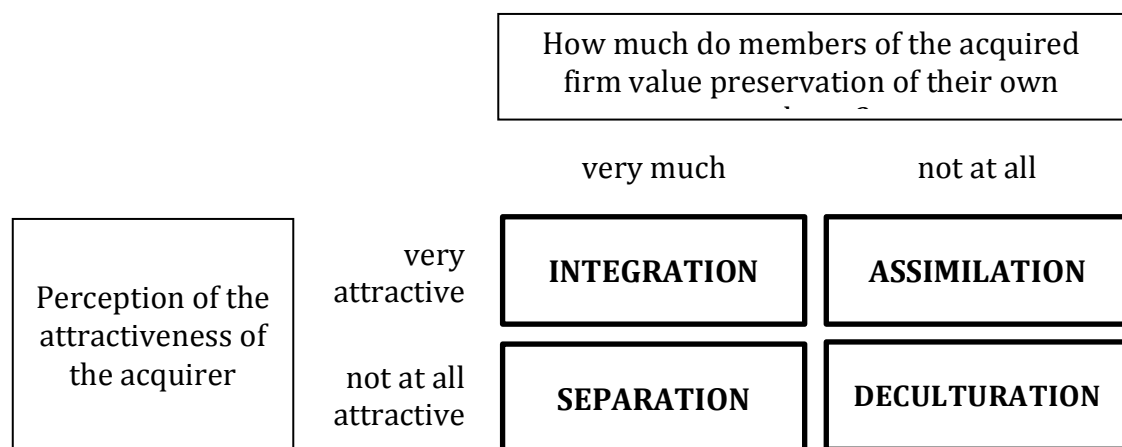 How much do members of the acquired
firm value preservation of their own
very much
not at all
very
attractive
INTEGRATION
ASSIMILATION
Perception of the
attractiveness of
the acquirer
not at all
attractive
SEPARATION
DECULTURATION